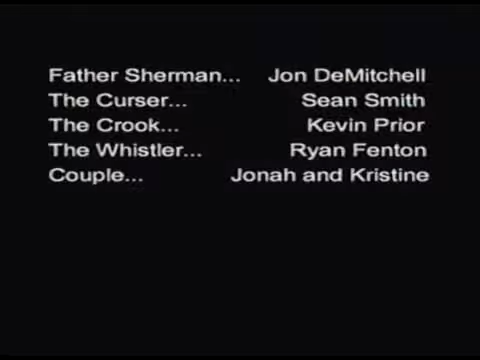 Father Sherman... Jon DeMitchell
The Curser... Sean Smith
The Crook... Kevin Prior
The Whistler... Ryan Fenton
Couple... Jonah and Kristine